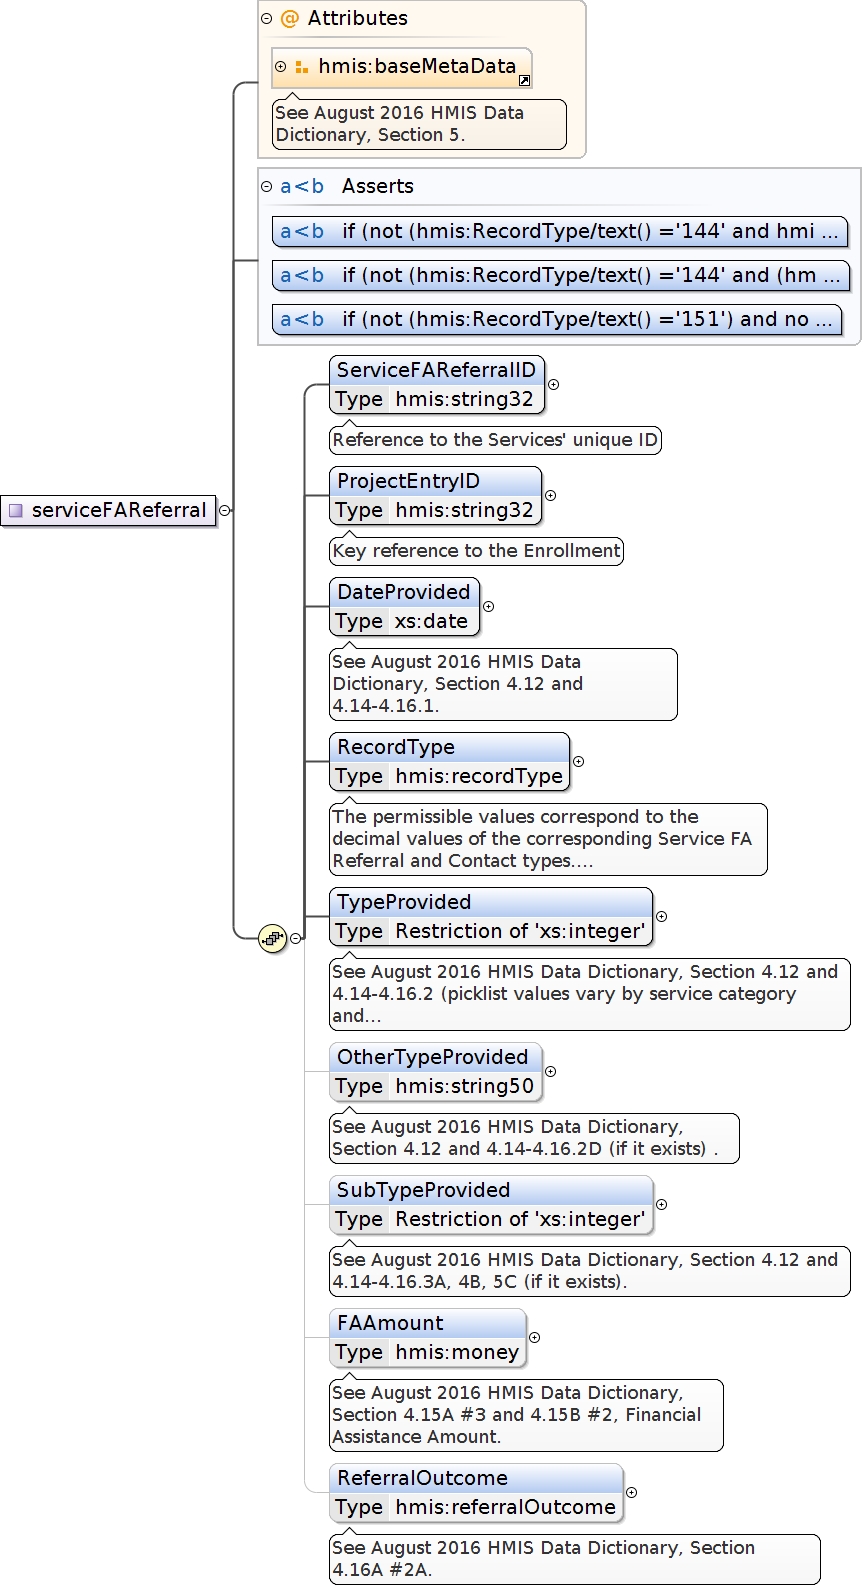 @ Attributes
hmis:baseMetaData
See August 2016 HMIS Data
Dictionary, Section 5.
a<b Asserts
a<b if (not (hmis:RecordType/text() ='144' and hmi ...
a<b if (not (hmis:RecordType/text() ='144' and (hm ...
a<b if (not (hmis:RecordType/text() ='151') and no ...
ServiceFAReferralID
Type hmis:string32
Reference to the Services' unique ID
ProjectEntryID
Type hmis:string32
serviceFAReferral
Key reference to the Enrollment
DateProvided
Type xs:date
See August 2016 HMIS Data
Dictionary, Section 4.12 and
4.14-4.16.1.
RecordType
Type hmis:recordType
The permissible values correspond to the
decimal values of the corresponding Service FA
Referral and Contact types....
TypeProvided
Type Restriction of 'xs:integer'
See August 2016 HMIS Data Dictionary, Section 4.12 and
4.14-4.16.2 (picklist values vary by service category
and...
OtherTypeProvided
Type hmis:string50
See August 2016 HMIS Data Dictionary,
Section 4.12 and 4.14-4.16.2D (if it exists) .
SubTypeProvided
Type Restriction of 'xs:integer'
See August 2016 HMIS Data Dictionary, Section 4.12 and
4.14-4.16.3A, 4B, 5C (if it exists).
FAAmount
Type hmis:money
See August 2016 HMIS Data Dictionary,
Section 4.15A #3 and 4.15B #2, Financial
Assistance Amount.
ReferralOutcome
Type hmis:referralOutcome
See August 2016 HMIS Data Dictionary, Section
4.16A #2A.